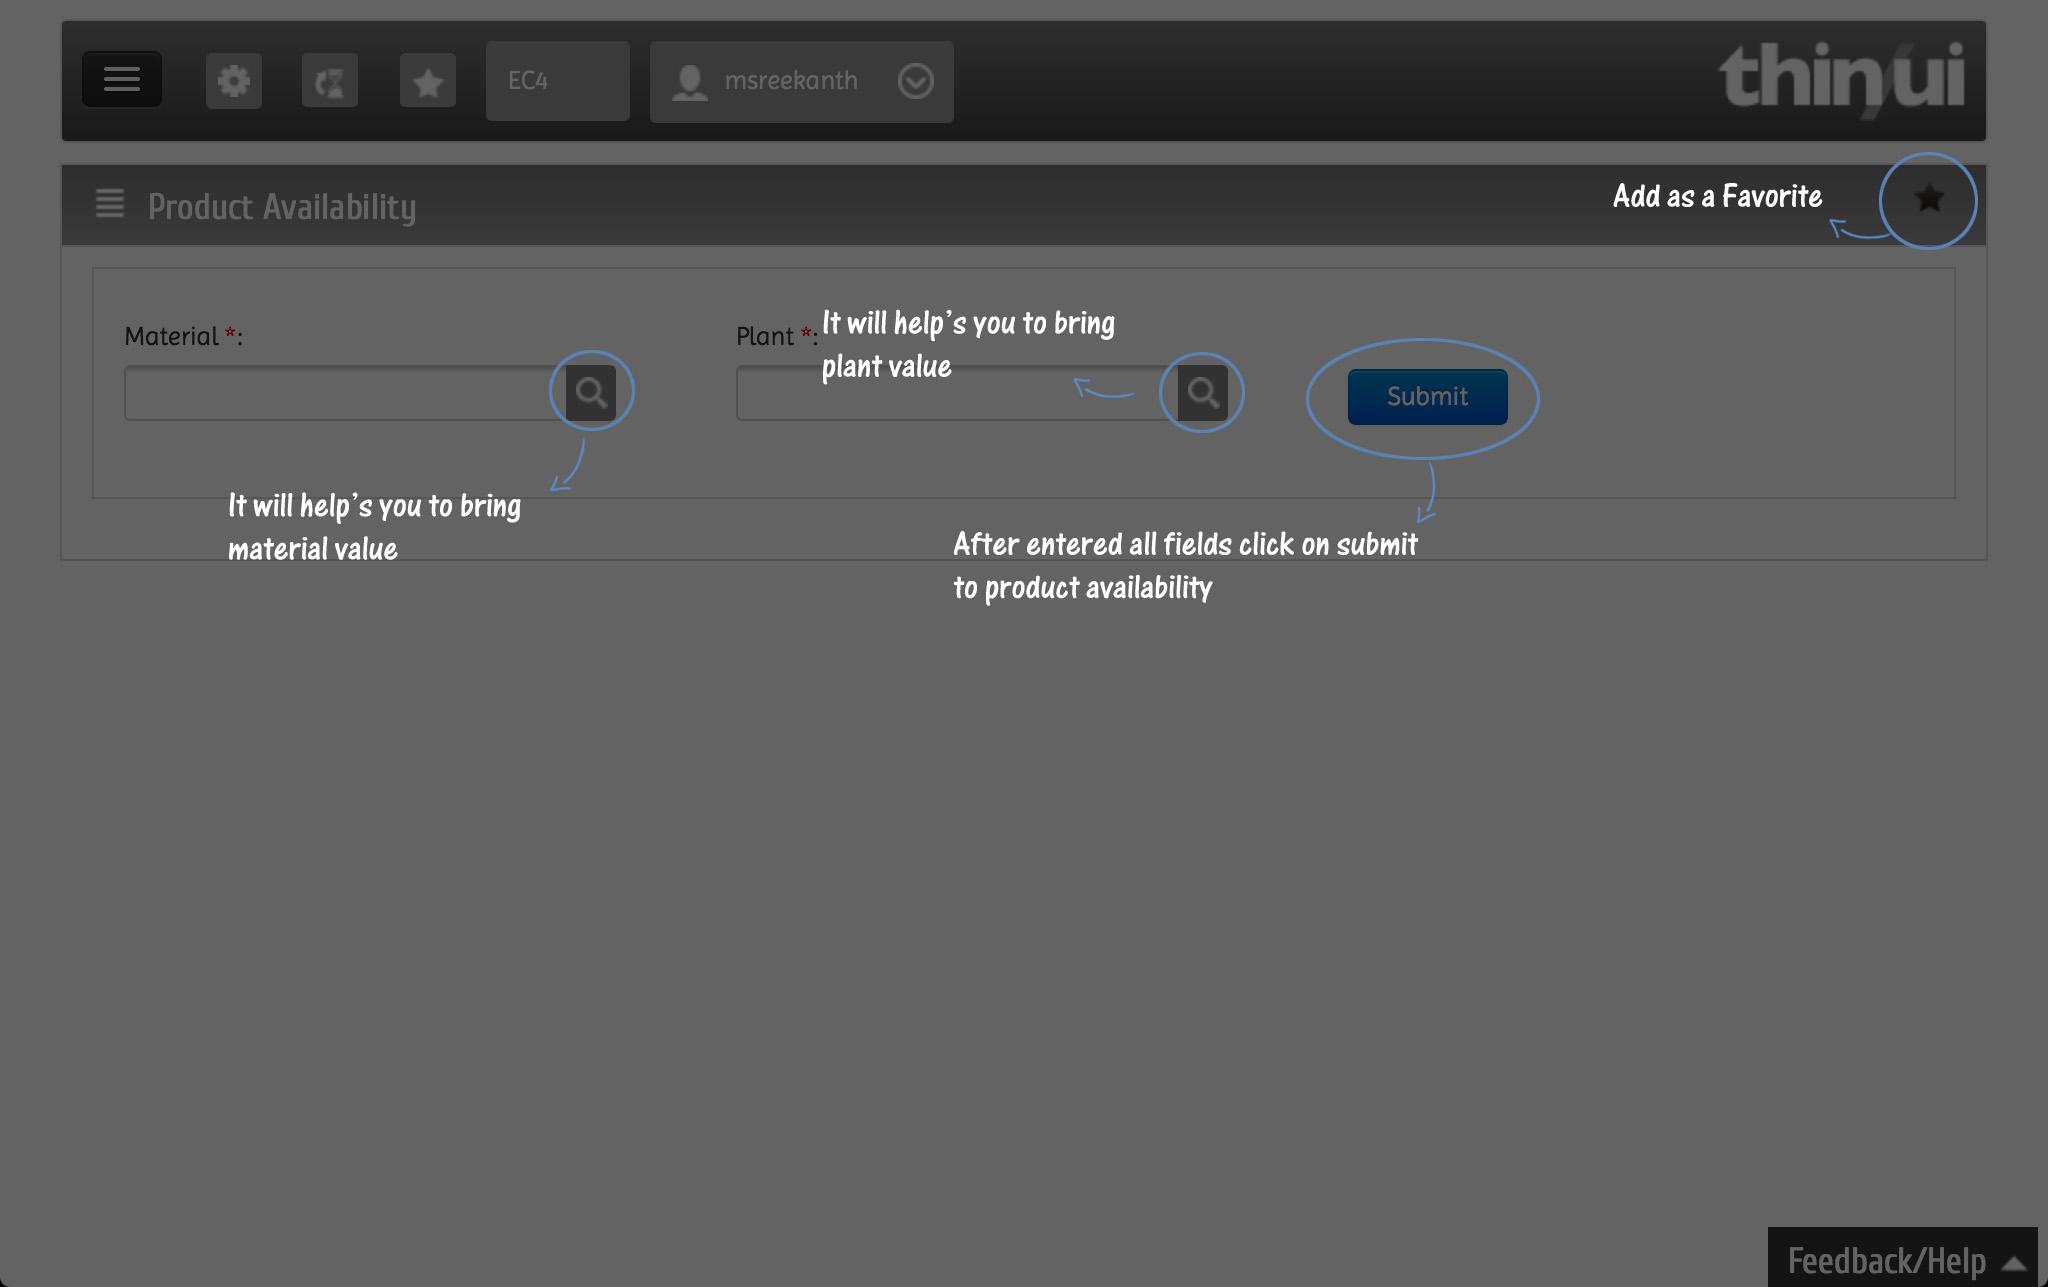 EC4
msreekanth
thin/ui
Product Availability
Add as a Favorite
Material *:
Plant *:
It will help's you to bring
plant value
Submit
It will help's you to bring
material value
After entered all fields click on submit
to product availability
Feedback/Help